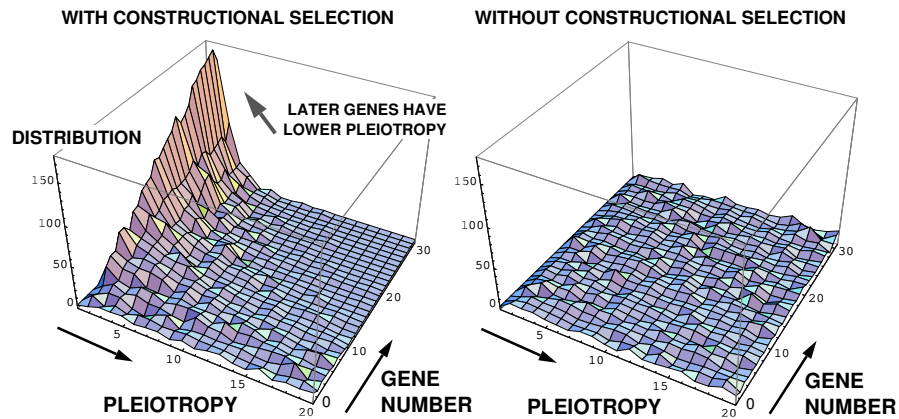 WITH CONSTRUCTIONAL SELECTION
WITHOUT CONSTRUCTIONAL SELECTION
LATER GENES HAVE
LOWER PLEIOTROPY
DISTRIBUTION
150
100
50
0
5
10
15
20
0
10
20
30
PLEIOTROPY
GENE
NUMBER
150
100
50
0
5
10
15
20
0
10
20
30
PLEIOTROPY
GENE
NUMBER